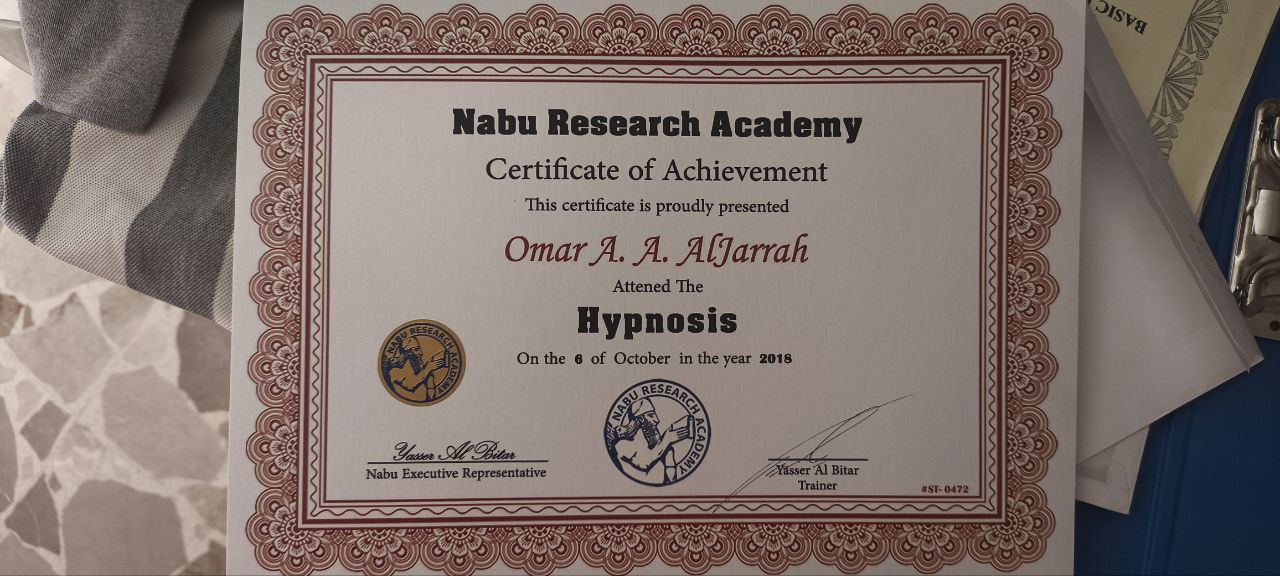 Nabu Research Academy
Certificate of Achievement
This certificate is proudly presented
Omar A. A. AlJarrah
Attened The
Hypnosis
On the 6 of October in the year 2018
NABU RESEARCH ACADEMY
NABU RESEARCH ACADEMY
Yasser Al Bitar
Nabu Executive Representative
Yasser Al Bitar
Trainer
#ST- 0472
BASIC